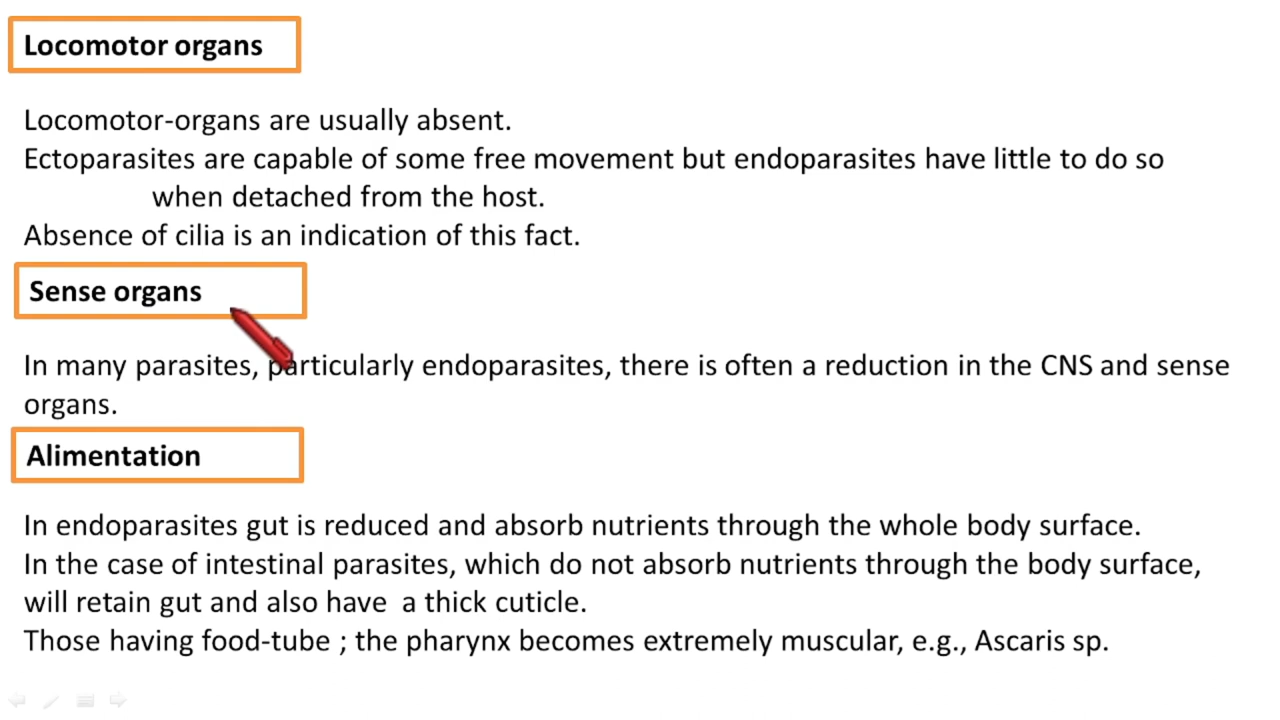 Locomotor organs
Locomotor-organs are usually absent.
Ectoparasites are capable of some free movement but endoparasites have little to do so
when detached from the host.
Absence of cilia is an indication of this fact.
Sense organs
In many parasites, particularly endoparasites, there is often a reduction in the CNS and sense
organs.
Alimentation
In endoparasites gut is reduced and absorb nutrients through the whole body surface.
In the case of intestinal parasites, which do not absorb nutrients through the body surface,
will retain gut and also have a thick cuticle.
Those having food-tube ; the pharynx becomes extremely muscular, e.g., Ascaris sp.